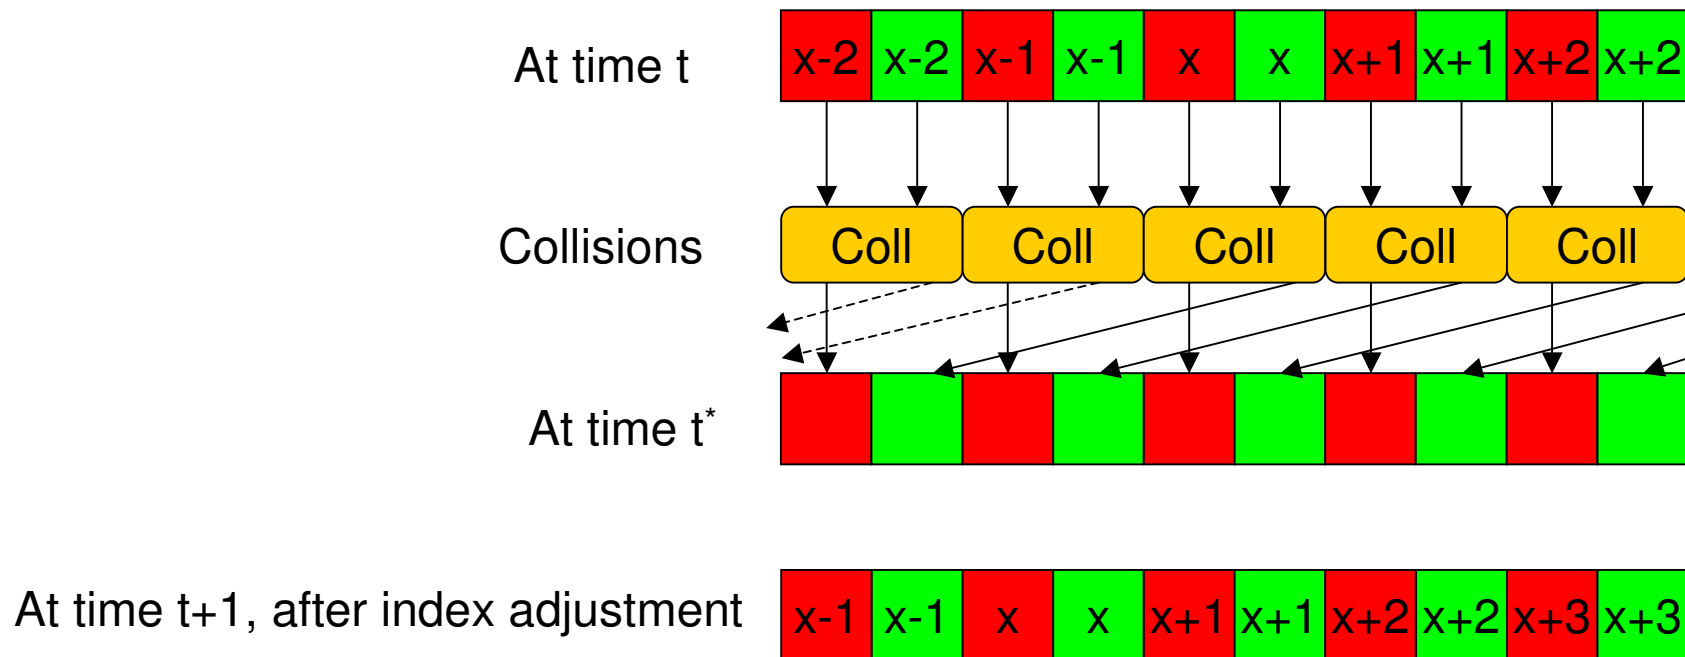 At time t x-2 x-2 x-1 x-1 x x x+1 x+1 x+2 x+2
Collisions Coll Coll Coll Coll Coll
At time t*
At time t+1, after index adjustment x-1 x-1 x x x+1 x+1 x+2 x+2 x+3 x+3